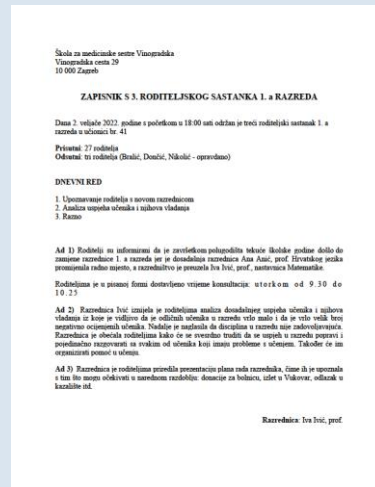 Škola za medicinske sestre Vinogradska
Vinogradska cesta 29
10 000 Zagreb
ZAPISNIK S 3. RODITELJSKOG SASTANKA 1. a RAZREDA
Dana 2. veljače 2022. godine s početkom u 18:00 sati održan je treći roditeljski sastanak 1. a
razreda u učionici br. 41
Prisutni: 27 roditelja
Odsutni: tri roditelja (Bralić, Dončić, Nikolić - opravdano)
DNEVNI RED
1. Upoznavanje roditelja s novom razrednicom
2. Analiza uspjeha učenika i njihova vladanja
3. Razno
Ad 1) Roditelji su informirani da je završetkom polugodišta tekuće školske godine došlo do
zamjene razrednice 1. a razreda jer je dosadašnja razrednica Ana Anić, prof. Hrvatskog jezika
promijenila radno mjesto, a razredništvo je preuzela Iva Ivić, prof., nastavnica Matematike.
Roditeljima je u pisanoj formi dostavljeno vrijeme konzultacija: utorkom od 9.30 do
10.25
Ad 2) Razrednica Ivić iznijela je roditeljima analiza dosadašnjeg uspjeha učenika i njihova
vladanja iz koje je vidljivo da je odličnih učenika u razredu vrlo malo i da je vrlo velik broj
negativno ocijenjenih učenika. Nadalje je naglasila da disciplina u razredu nije zadovoljavajuća.
Razrednica je obećala roditeljima kako će se svesrdno truditi da se uspjeh u razredu popravi i
pojedinačno razgovarati sa svakim od učenika koji imaju probleme s učenjem. Također će im
organizirati pomoć u učenju.
Ad 3) Razrednica je roditeljima priredila prezentaciju plana rada razrednika, čime ih je upoznala
s tim što mogu očekivati u narednom razdoblju: donacije za bolnicu, izlet u Vukovar, odlazak u
kazalište itd.
Razrednica: Iva Ivić, prof.